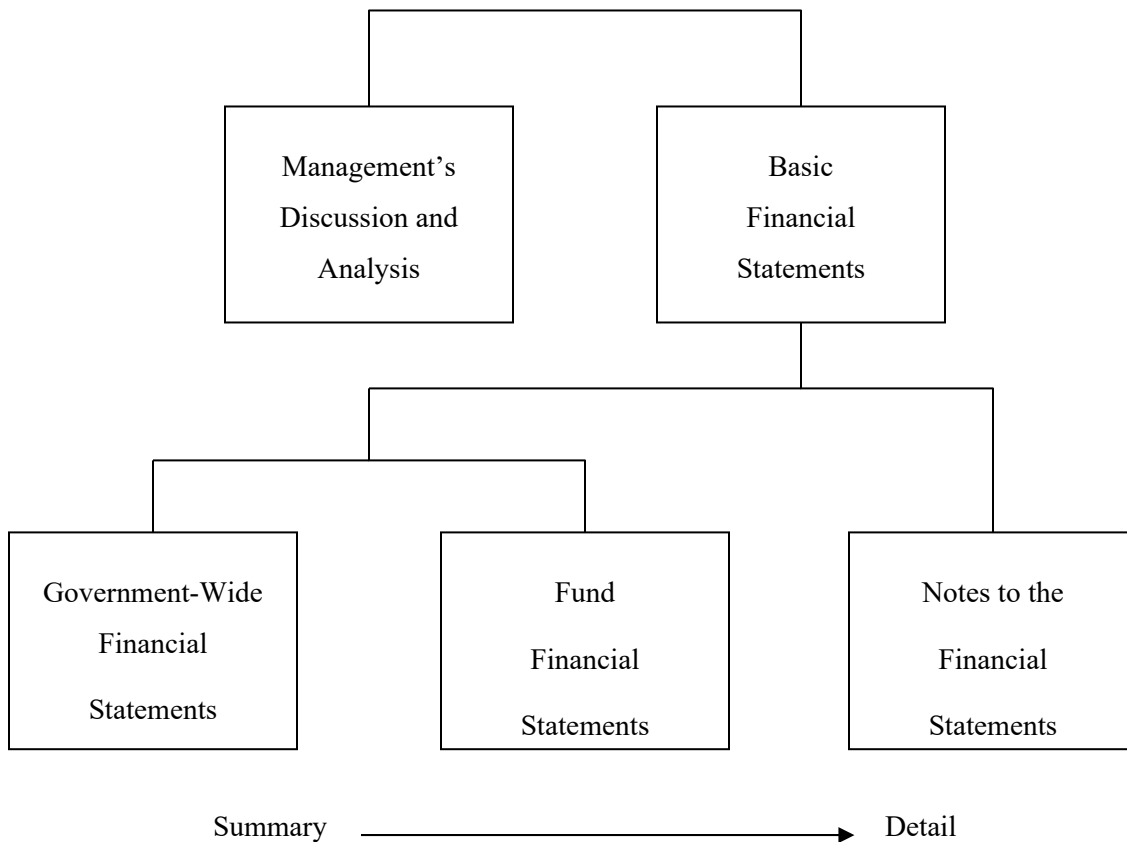 Management’s
Discussion and
Analysis
Basic
Financial
Statements
Government-Wide
Financial
Statements
Fund
Financial
Statements
Notes to the
Financial
Statements
Summary
Detail